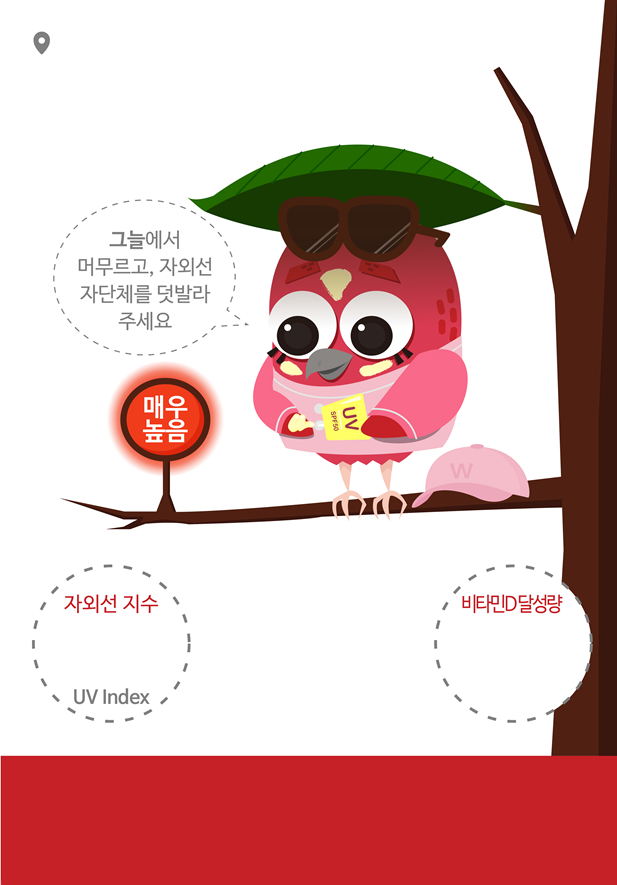 그늘에서
머무르고, 자외선
자단체를 덧발라
주세요
매우
높음
UV
SPF50
W
자외선 지수
UV Index
비타민D달성량